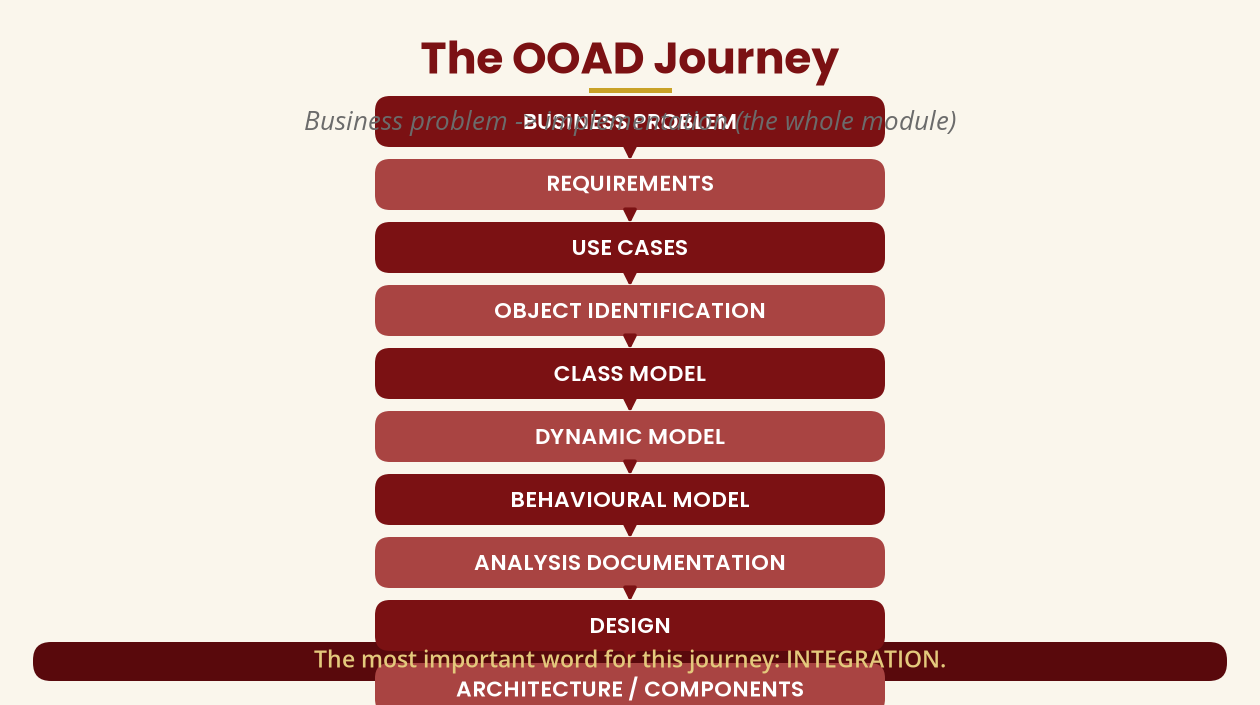 The OOAD Journey
Business problem -> implementation (the whole module)
BUSINESS PROBLEM
REQUIREMENTS
USE CASES
OBJECT IDENTIFICATION
CLASS MODEL
DYNAMIC MODEL
BEHAVIOURAL MODEL
ANALYSIS DOCUMENTATION
DESIGN
The most important word for this journey: INTEGRATION.
ARCHITECTURE / COMPONENTS